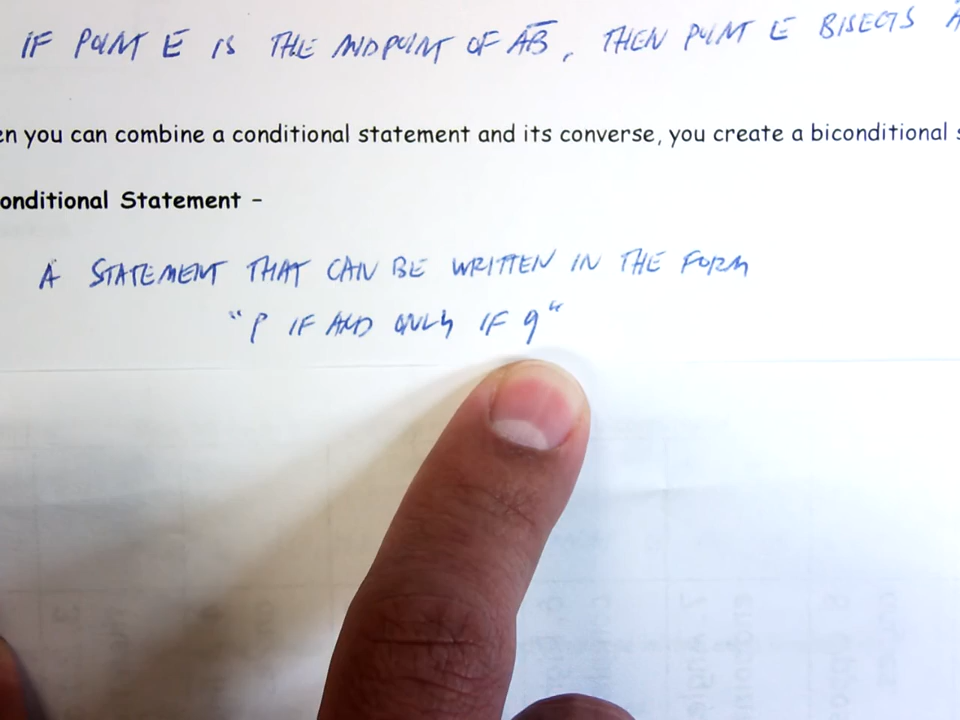 IF POINT E IS THE MIDPOINT OF AB, THEN POINT E BISECTS
en you can combine a conditional statement and its converse, you create a biconditional s
onditional Statement –
A STATEMENT THAT CAN BE WRITTEN IN THE FORM
"P IF AND ONLY IF q"